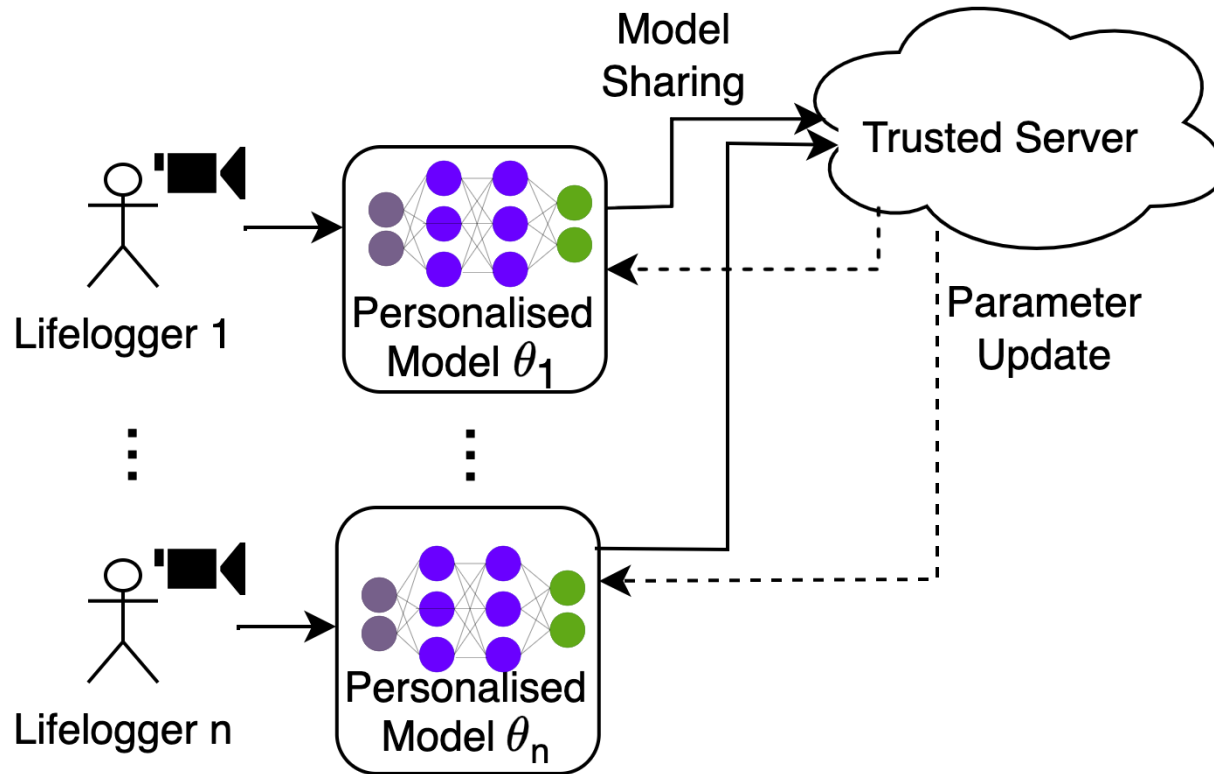 Model
Sharing
Trusted Server
Lifelogger 1
Personalised
Model θ₁
Parameter
Update
Lifelogger n
Personalised
Model θₙ